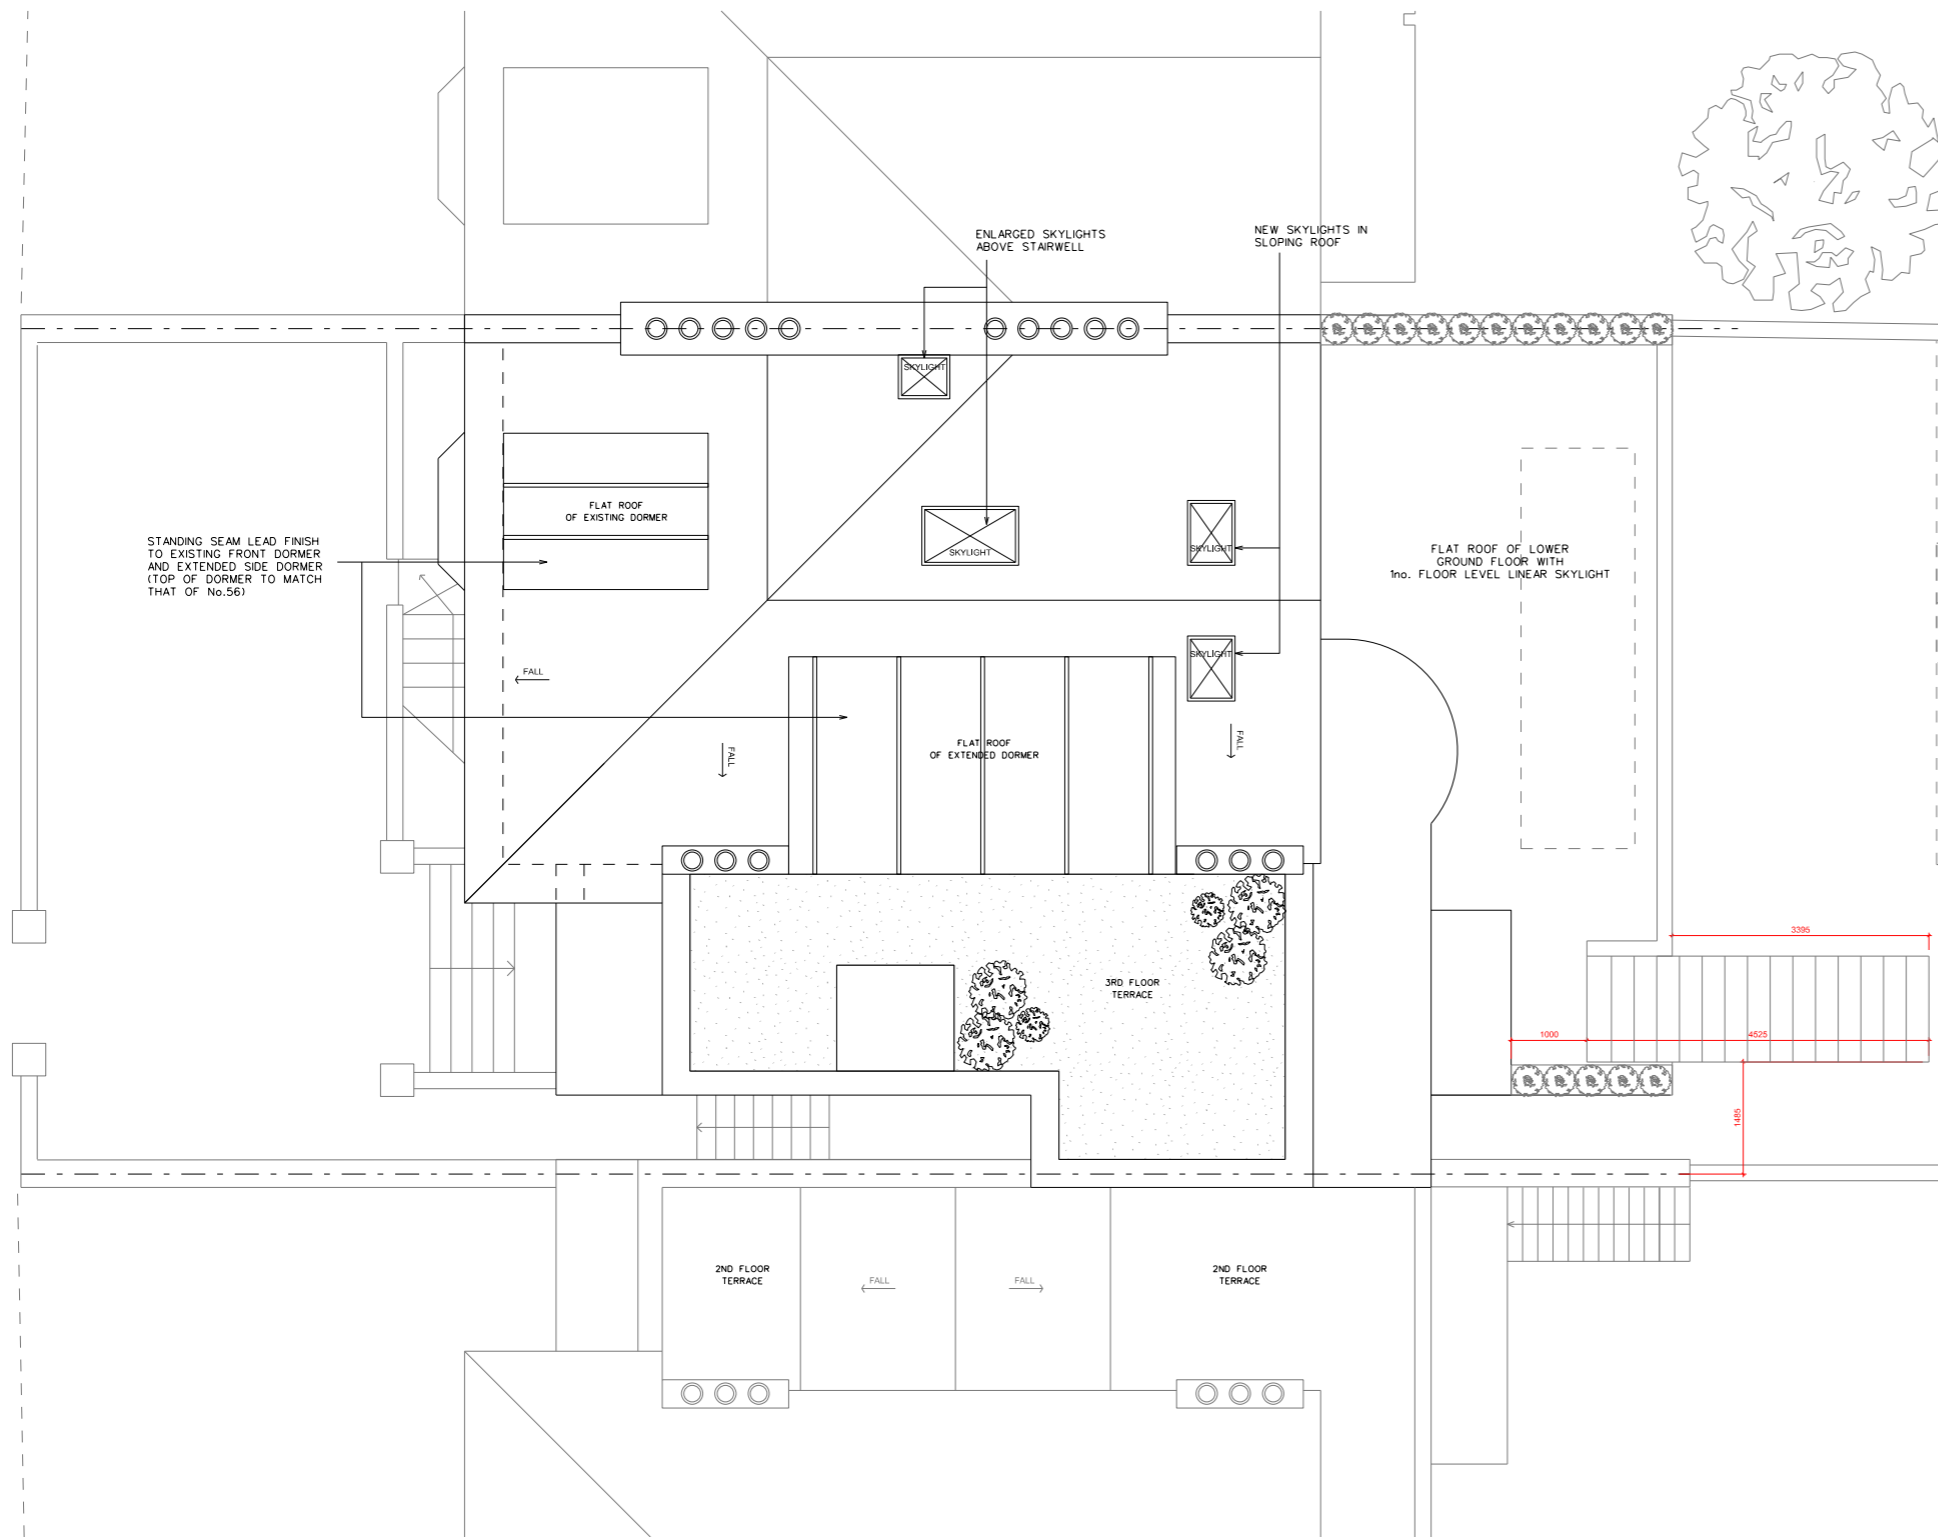 ENLARGED SKYLIGHTS
ABOVE STAIRWELL
NEW SKYLIGHTS IN
SLOPING ROOF
SKYLIGHT
FLAT ROOF
OF EXISTING DORMER
STANDING SEAM LEAD FINISH
TO EXISTING FRONT DORMER
AND EXTENDED SIDE DORMER
(TOP OF DORMER TO MATCH
THAT OF No.56)
SKYLIGHT
SKYLIGHT
FLAT ROOF OF LOWER
GROUND FLOOR WITH
1no. FLOOR LEVEL LINEAR SKYLIGHT
SKYLIGHT
FALL
FALL
FLAT ROOF
OF EXTENDED DORMER
FALL
3RD FLOOR
TERRACE
3395
1000
4525
1485
2ND FLOOR
TERRACE
FALL
FALL
2ND FLOOR
TERRACE